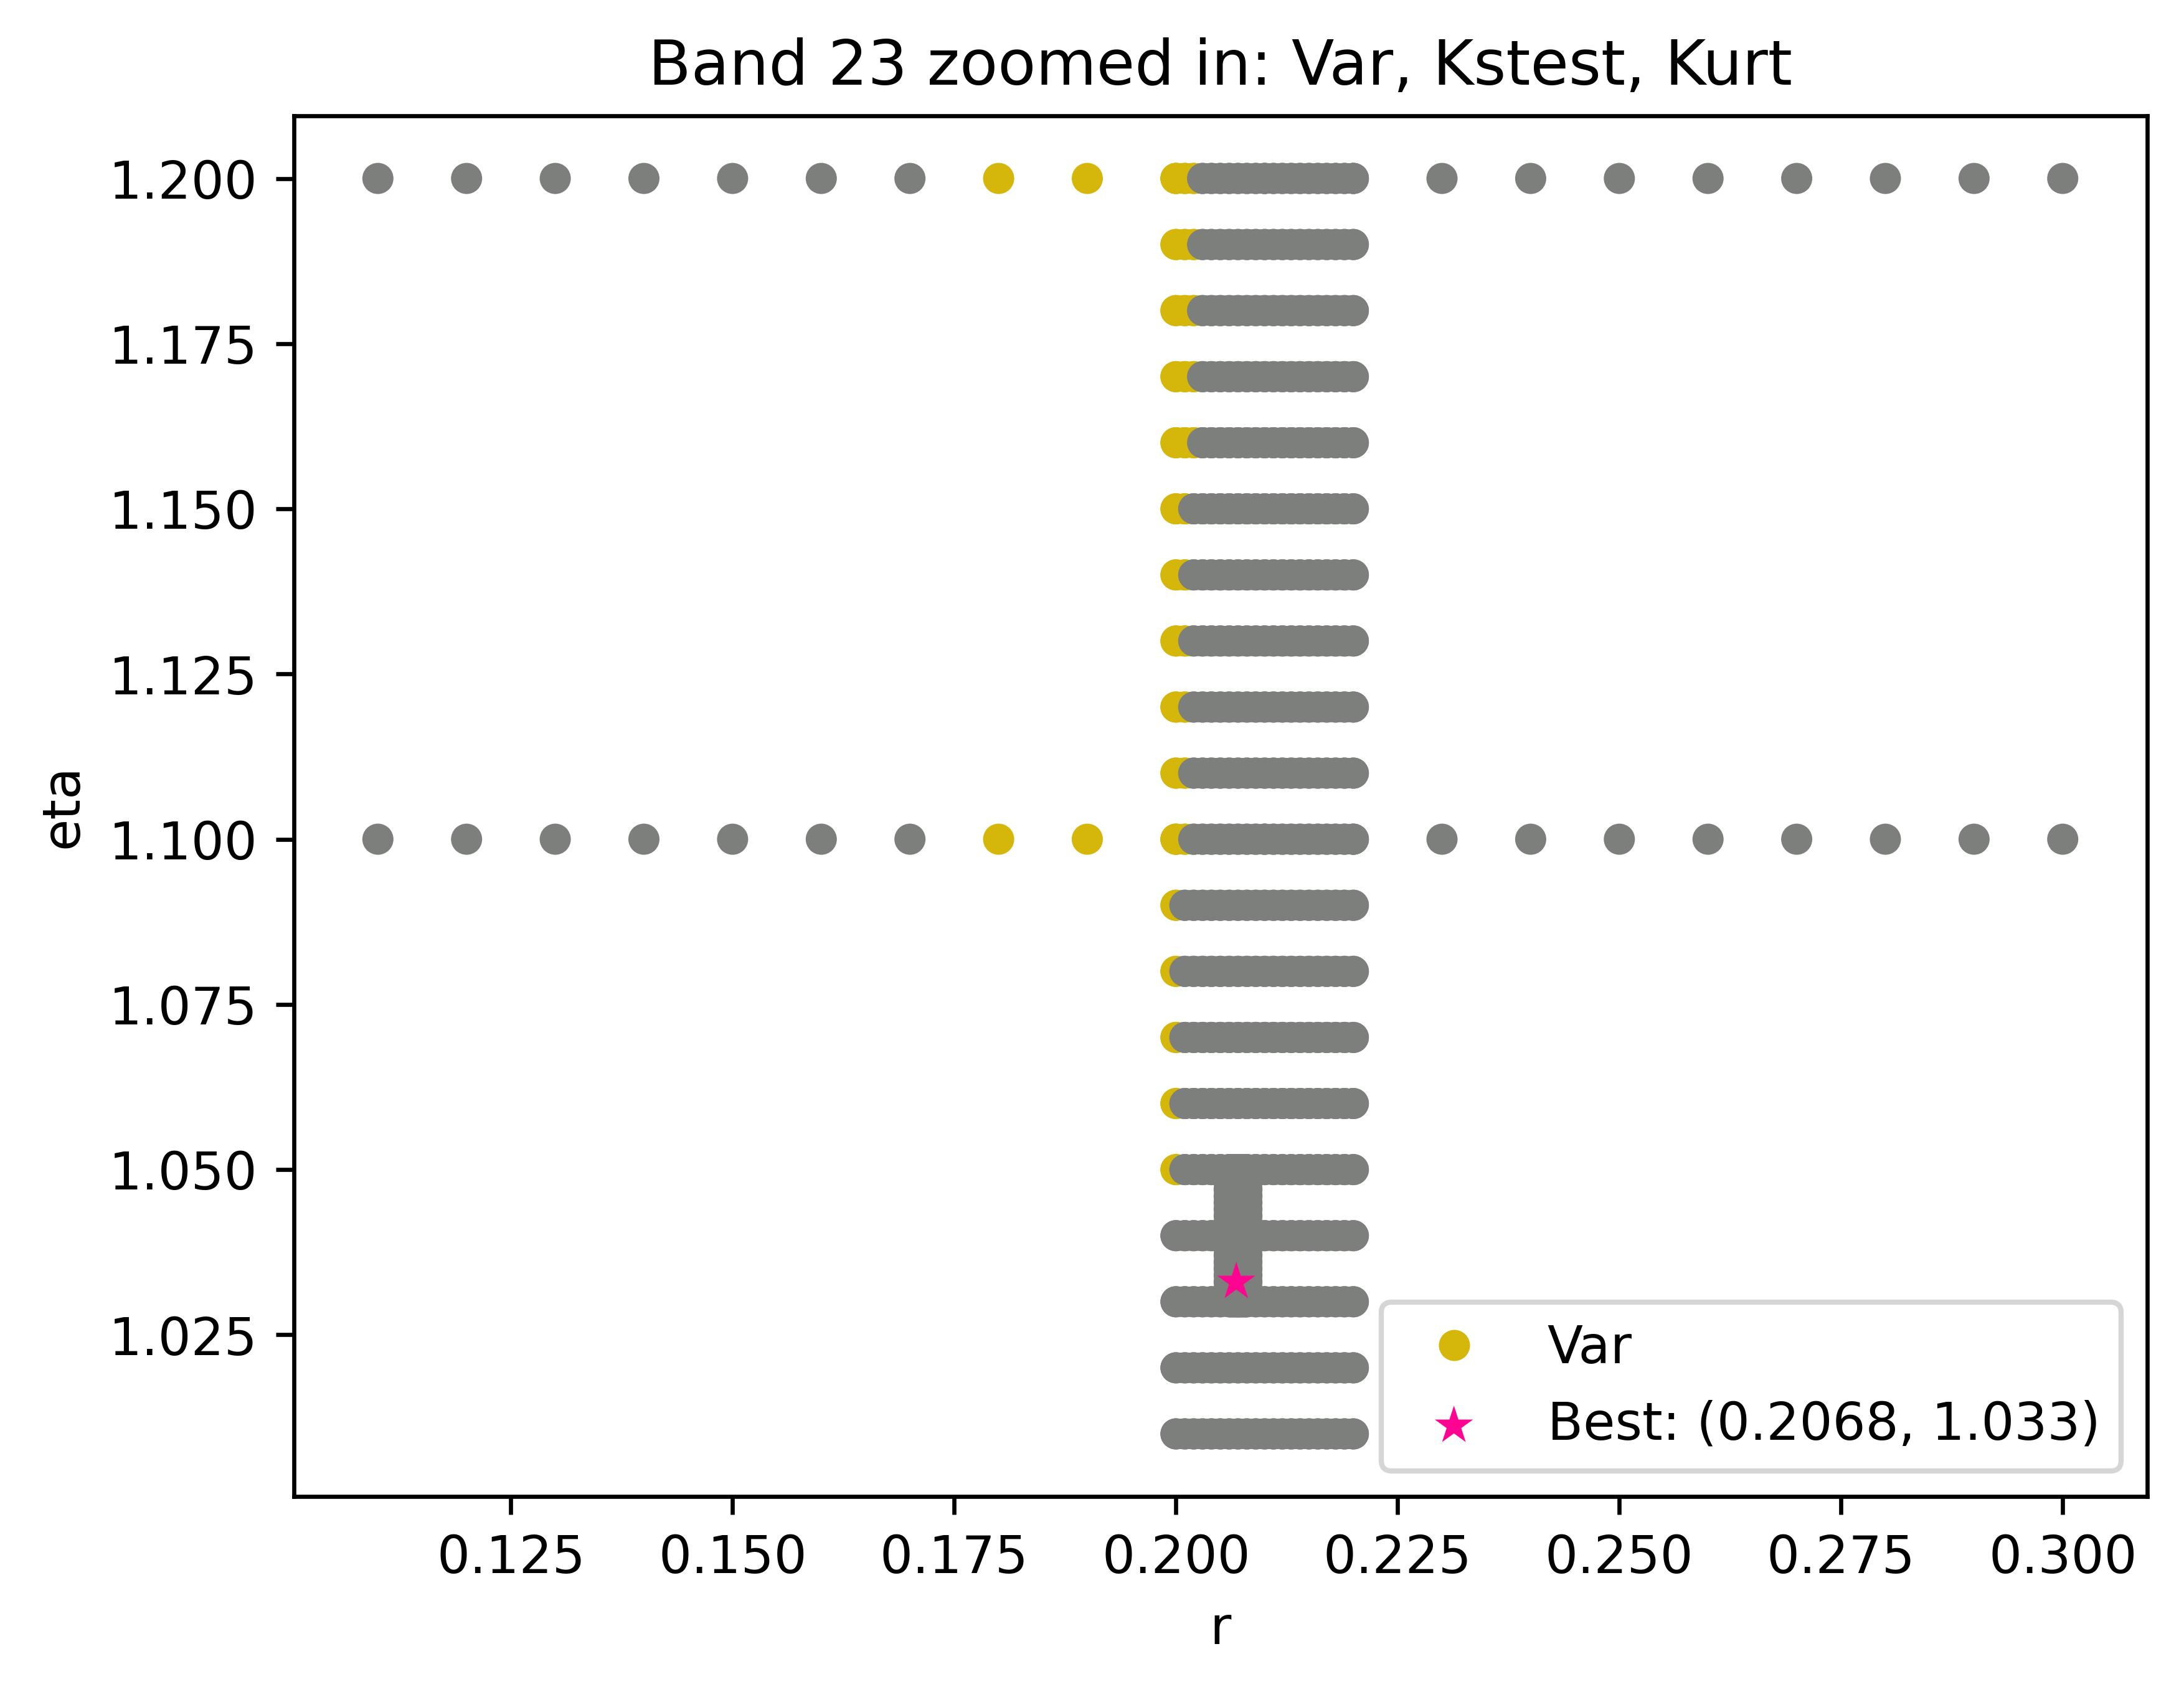 Band 23 zoomed in: Var, Kstest, Kurt
1.200
1.175
1.150
1.125
1.100
1.075
1.050
1.025
eta
Var
Best: (0.2068, 1.033)
0.125 0.150 0.175 0.200 0.225 0.250 0.275 0.300
r